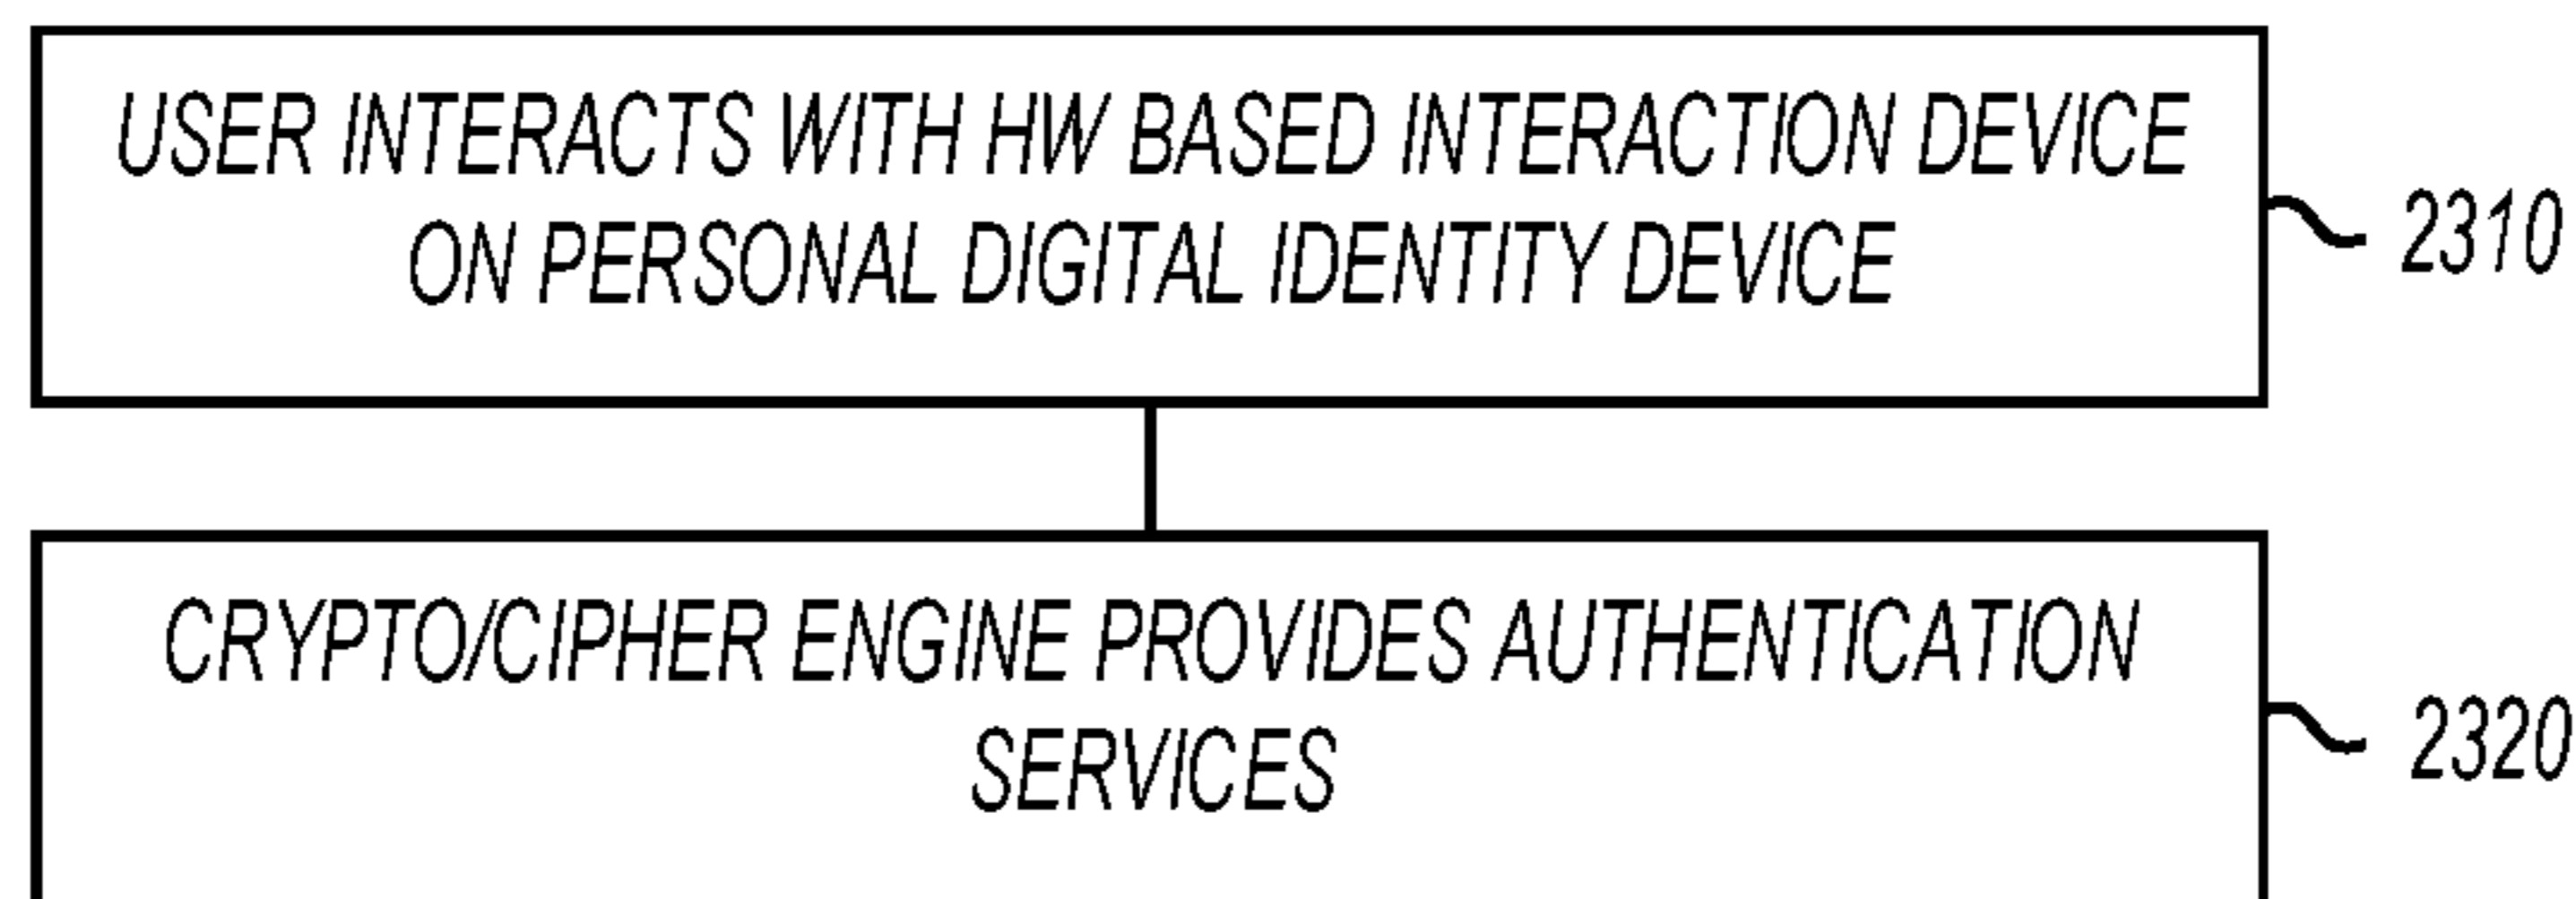 USER INTERACTS WITH HW BASED INTERACTION DEVICE
ON PERSONAL DIGITAL IDENTITY DEVICE
2310
CRYPTO/CIPHER ENGINE PROVIDES AUTHENTICATION
SERVICES
2320